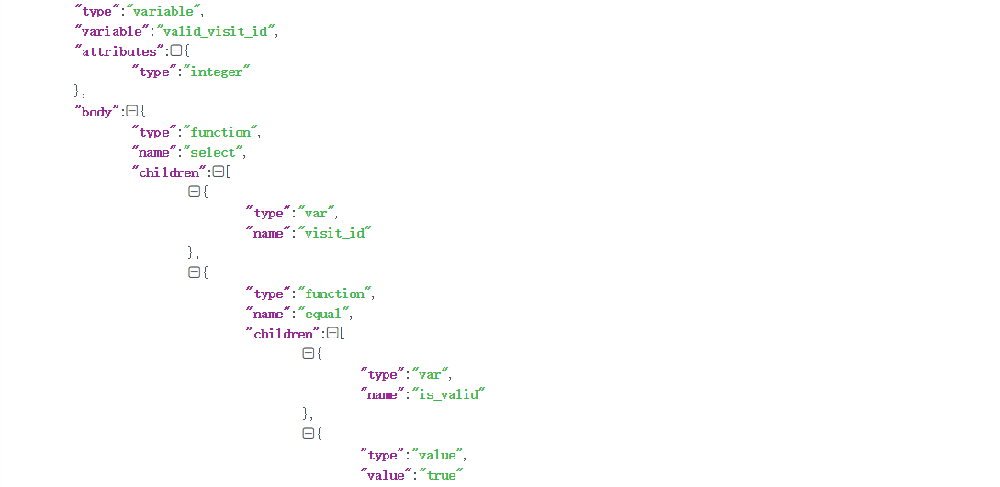 "type":"variable",
"variable":"valid_visit_id",
"attributes":{
"type":"integer"
},
"body":{
"type":"function",
"name":"select",
"children":[
{
"type":"var",
"name":"visit_id"
},
{
"type":"function",
"name":"equal",
"children":[
{
"type":"var",
"name":"is_valid"
},
{
"type":"value",
"value":"true"